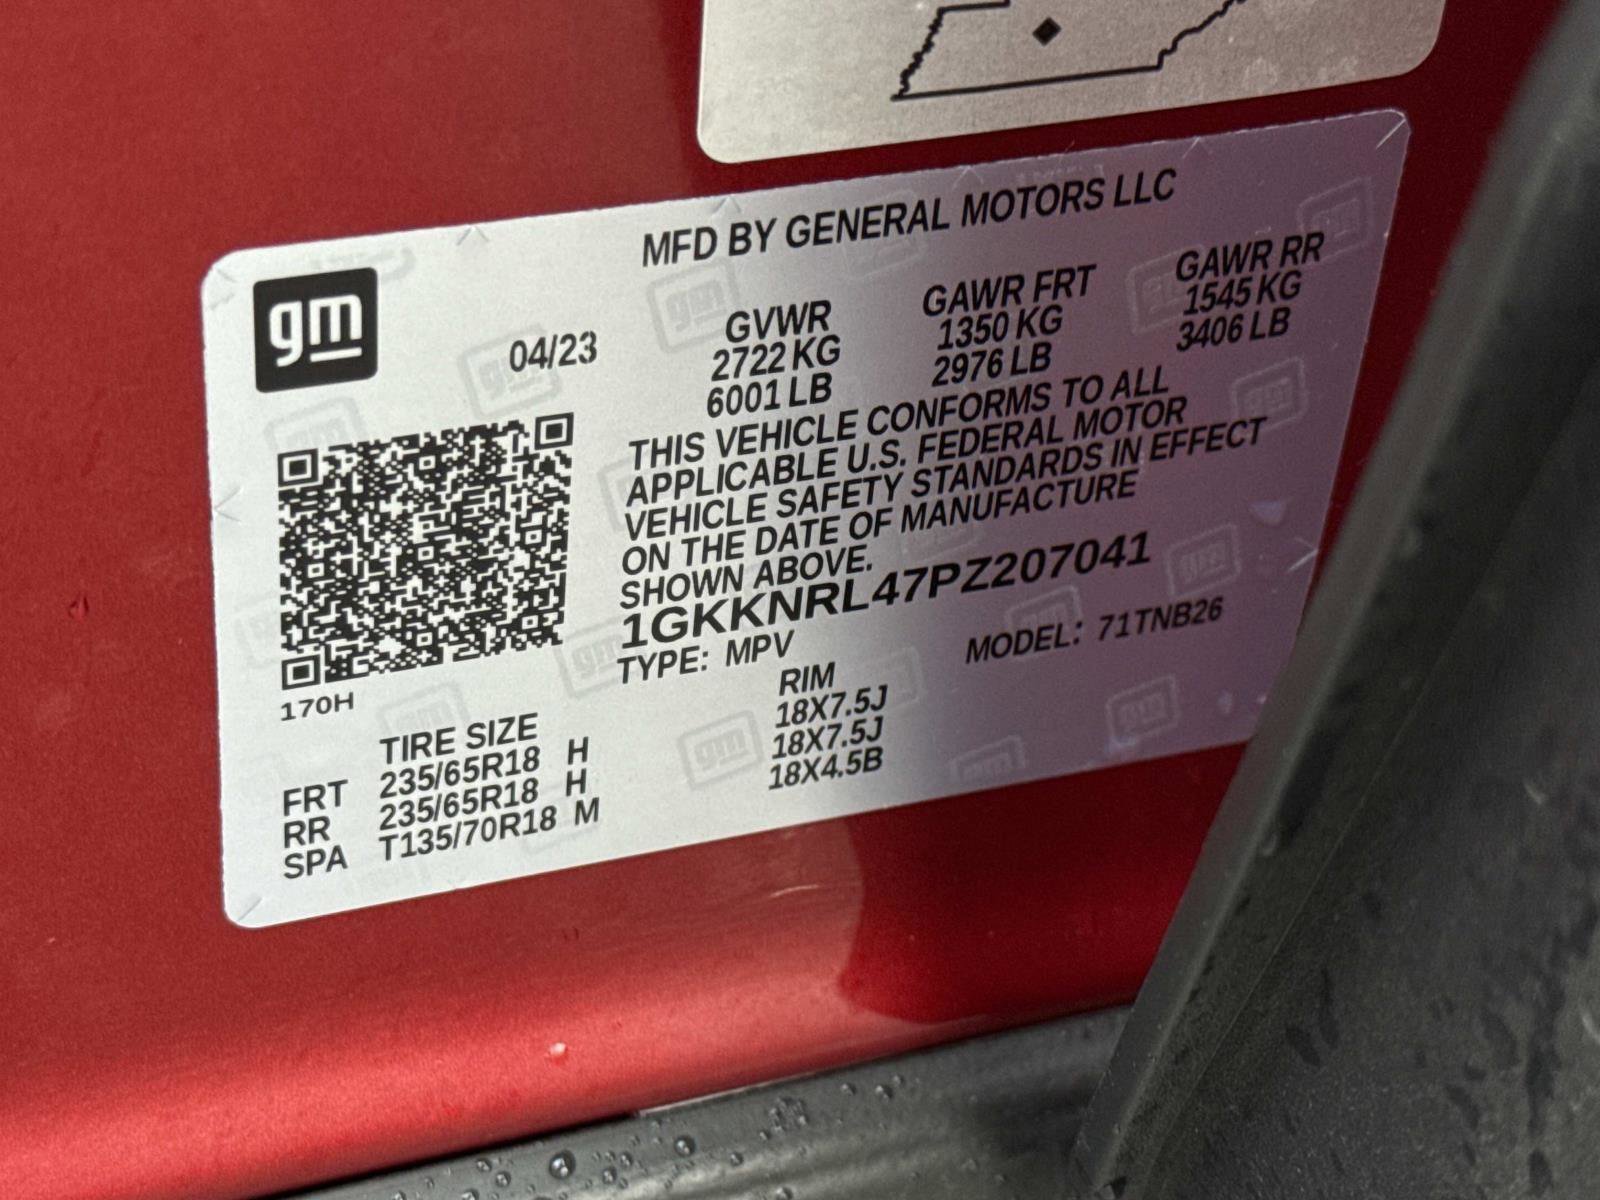 MFD BY GENERAL MOTORS LLC
gm
04/23
GVWR
2722 KG
6001 LB
GAWR FRT
1350 KG
2976 LB
GAWR RR
1545 KG
3406 LB
THIS VEHICLE CONFORMS TO ALL
APPLICABLE U.S. FEDERAL MOTOR
VEHICLE SAFETY STANDARDS IN EFFECT
ON THE DATE OF MANUFACTURE
SHOWN ABOVE.
1GKKNRL47PZ207041
TYPE: MPV MODEL: 71TNB26
170H
TIRE SIZE RIM
FRT 235/65R18 H 18X7.5J
RR 235/65R18 H 18X7.5J
SPA T135/70R18 M 18X4.5B